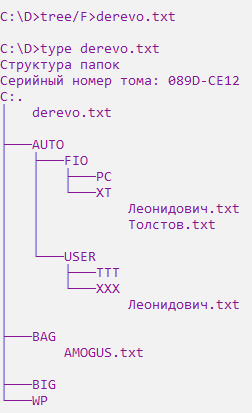 C:\D>tree/F>derevo.txt
C:\D>type derevo.txt
Структура папок
Серийный номер тома: 089D-CE12
C:.
│   derevo.txt
│
├───AUTO
│   ├───FIO
│   │   ├───PC
│   │   └───XT
│   │           Леонидович.txt
│   │           Толстов.txt
│   │
│   └───USER
│       ├───TTT
│       └───XXX
│               Леонидович.txt
│
├───BAG
│       AMOGUS.txt
│
├───BIG
└───WP